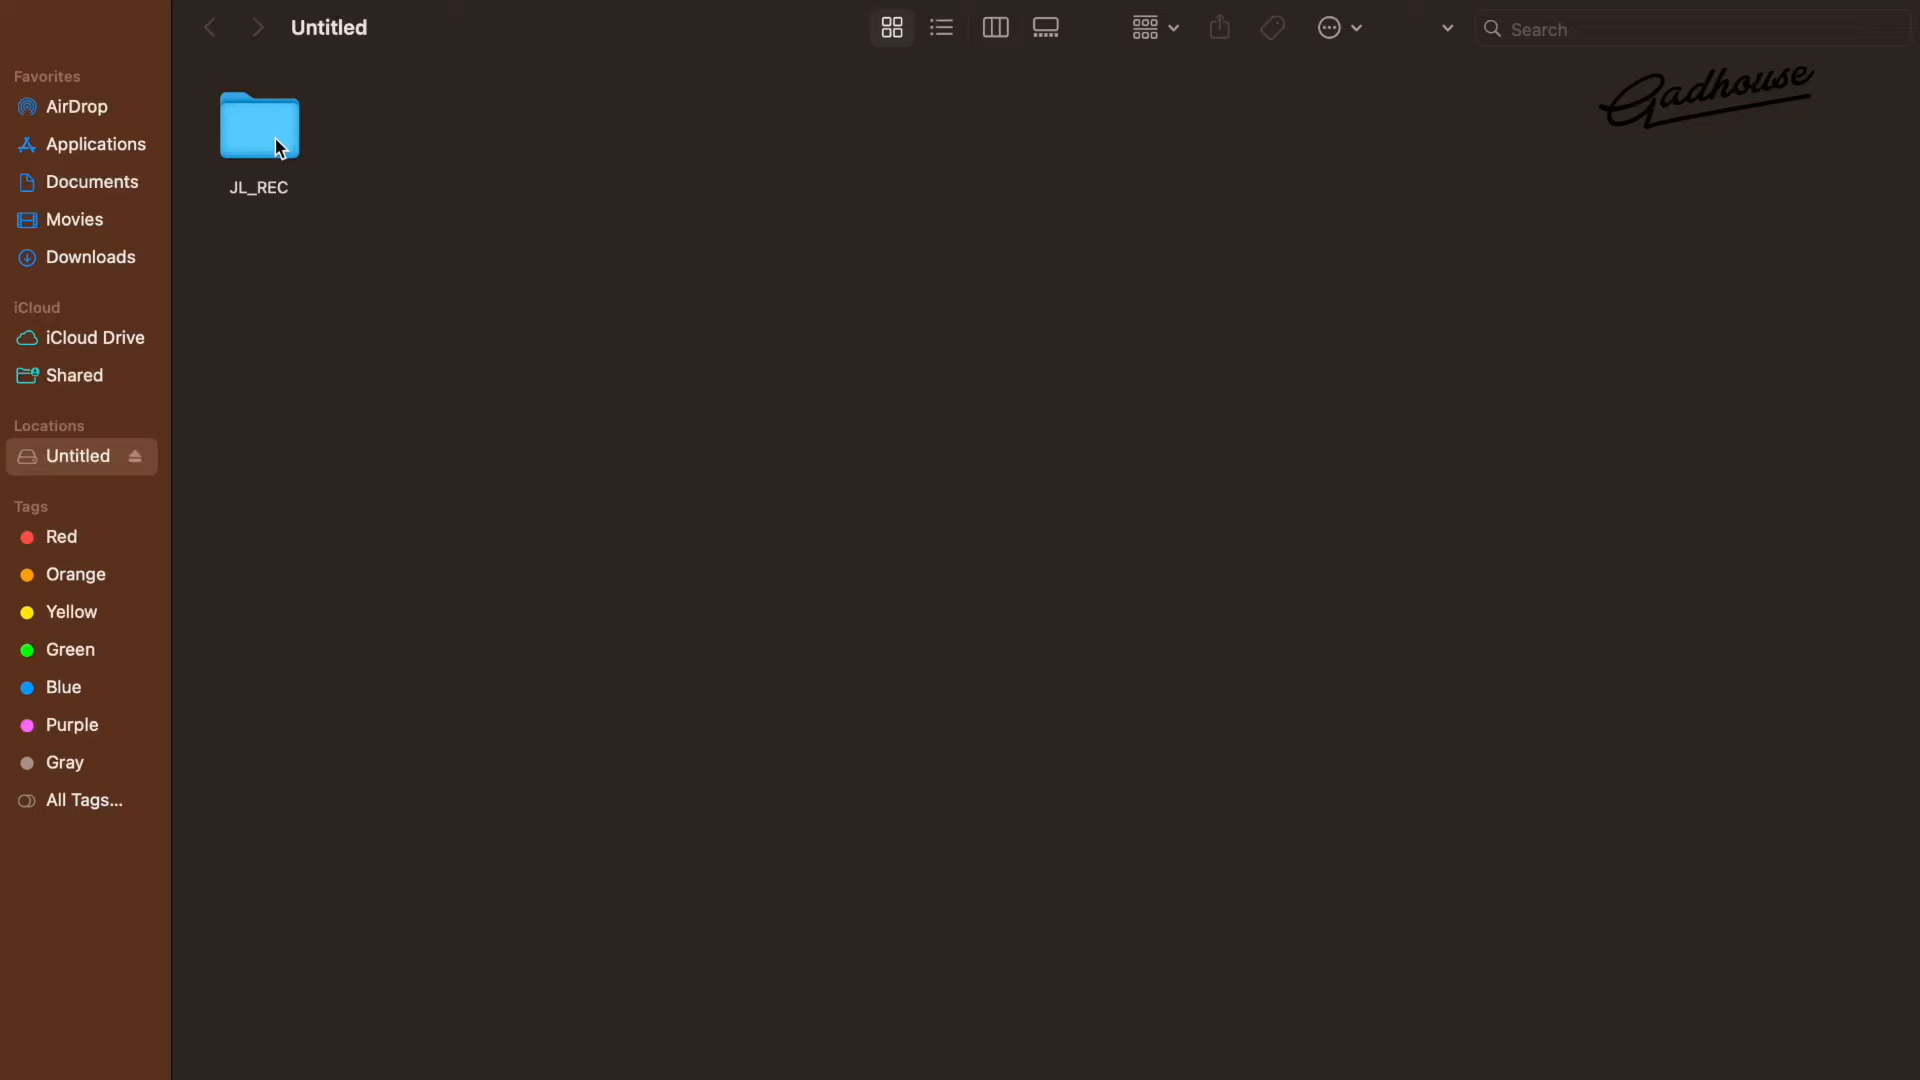 Untitled
Search
Gadhouse
Favorites
AirDrop
Applications
Documents
Movies
Downloads
iCloud
iCloud Drive
Shared
Locations
Untitled
Tags
Red
Orange
Yellow
Green
Blue
Purple
Gray
All Tags...
JL_REC